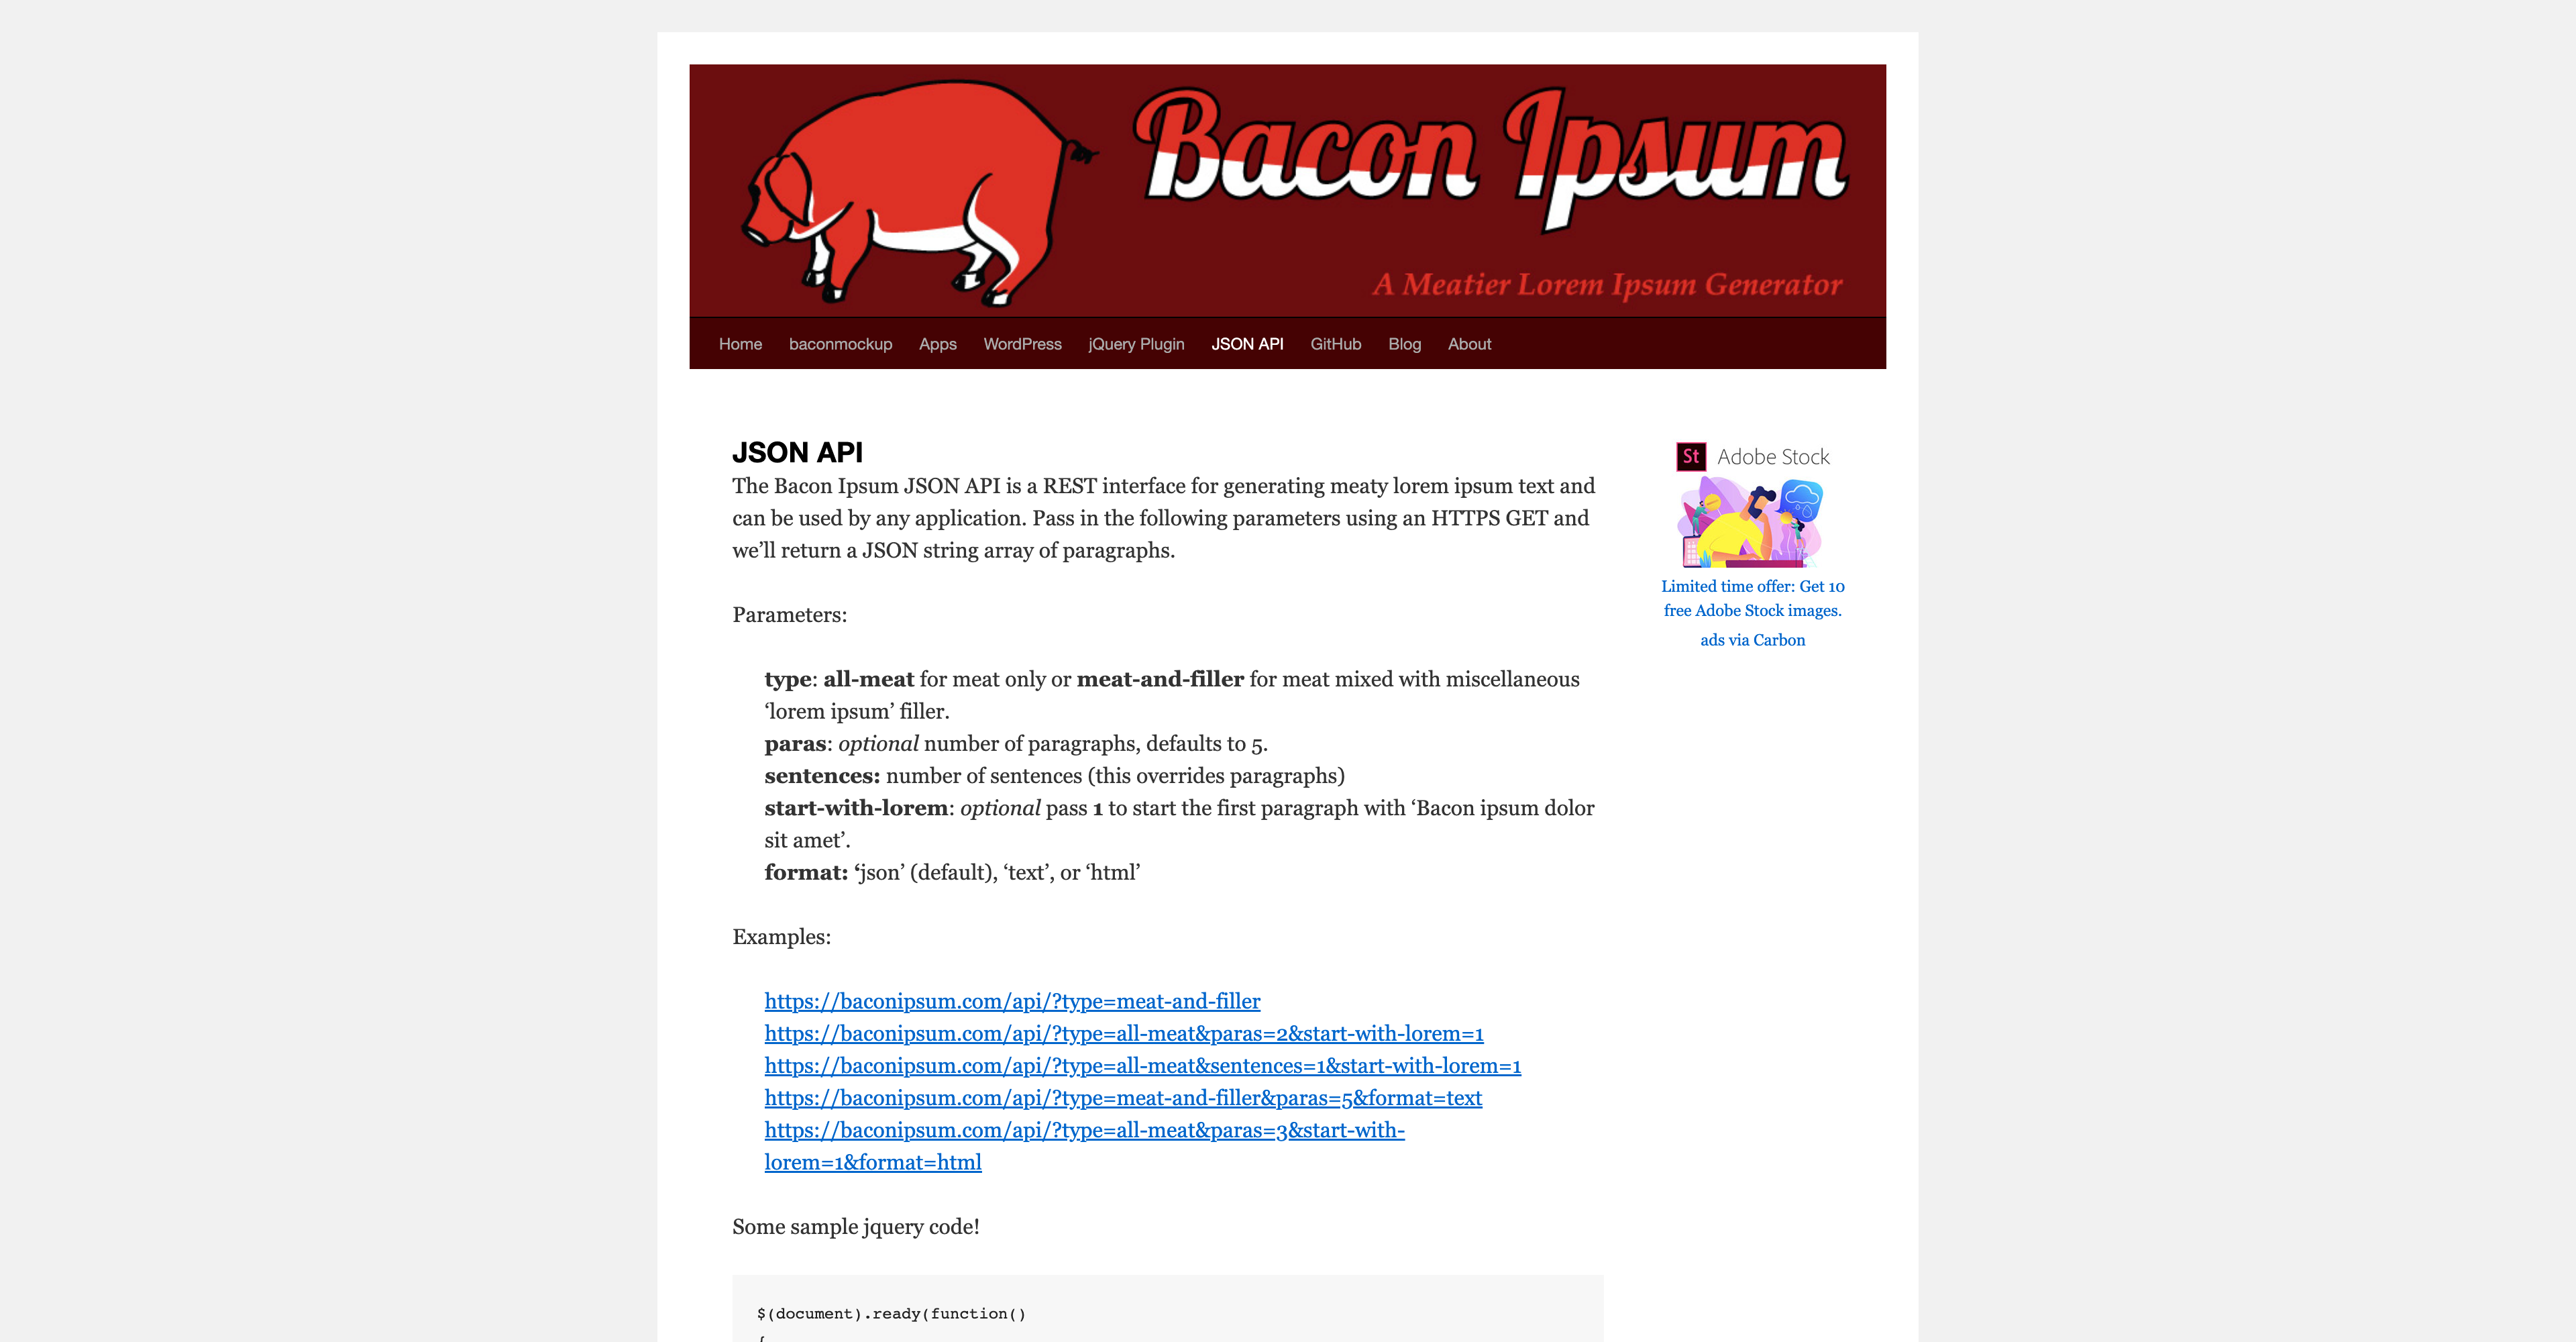 Bacon Ipsum
A Meatier Lorem Ipsum Generator
Home baconmockup Apps WordPress jQuery Plugin JSON API GitHub Blog About
JSON API
The Bacon Ipsum JSON API is a REST interface for generating meaty lorem ipsum text and
can be used by any application. Pass in the following parameters using an HTTPS GET and
we’ll return a JSON string array of paragraphs.
Parameters:
type: all-meat for meat only or meat-and-filler for meat mixed with miscellaneous
‘lorem ipsum’ filler.
paras: optional number of paragraphs, defaults to 5.
sentences: number of sentences (this overrides paragraphs)
start-with-lorem: optional pass 1 to start the first paragraph with ‘Bacon ipsum dolor
sit amet’.
format: ‘json’ (default), ‘text’, or ‘html’
Examples:
https://baconipsum.com/api/?type=meat-and-filler
https://baconipsum.com/api/?type=all-meat&paras=2&start-with-lorem=1
https://baconipsum.com/api/?type=all-meat&sentences=1&start-with-lorem=1
https://baconipsum.com/api/?type=meat-and-filler&paras=5&format=text
https://baconipsum.com/api/?type=all-meat&paras=3&start-with-
lorem=1&format=html
Some sample jquery code!
$(document).ready(function()
{
St Adobe Stock
Limited time offer: Get 10
free Adobe Stock images.
ads via Carbon